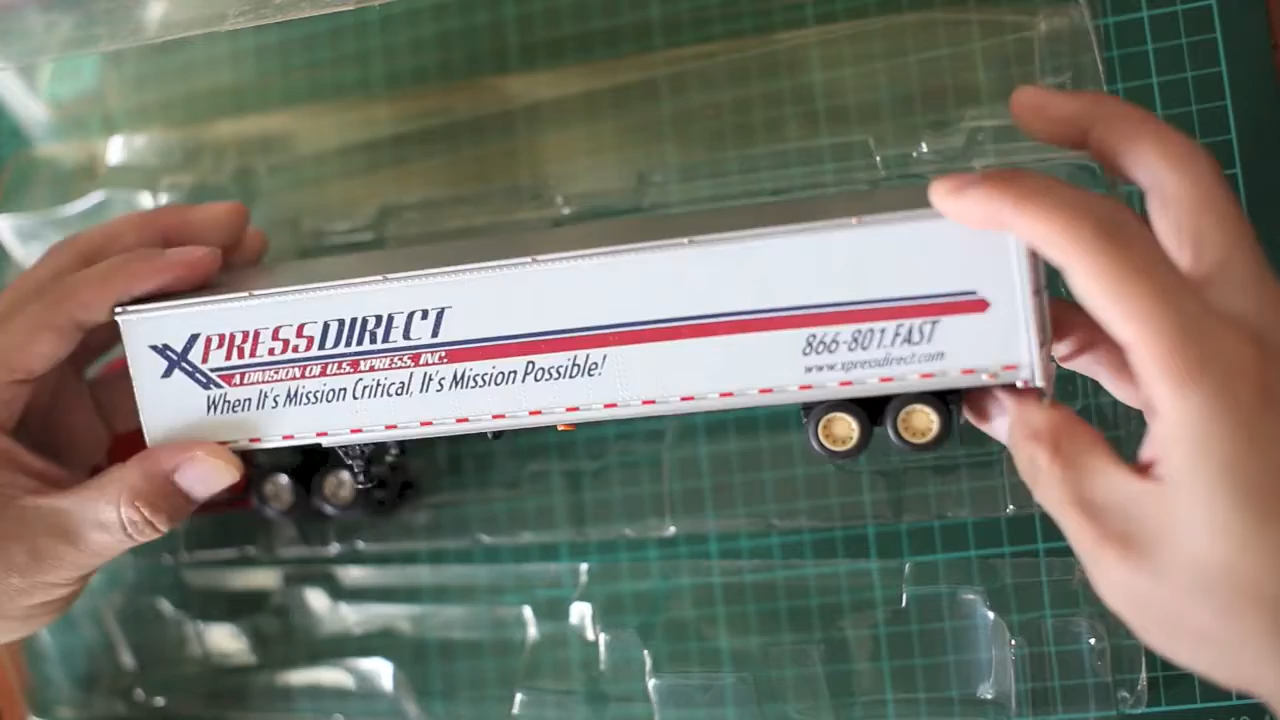 XPRESSDIRECT
A DIVISION OF U.S. XPRESS, INC.
When It's Mission Critical, It's Mission Possible!
866-801.FAST
www.xpressdirect.com